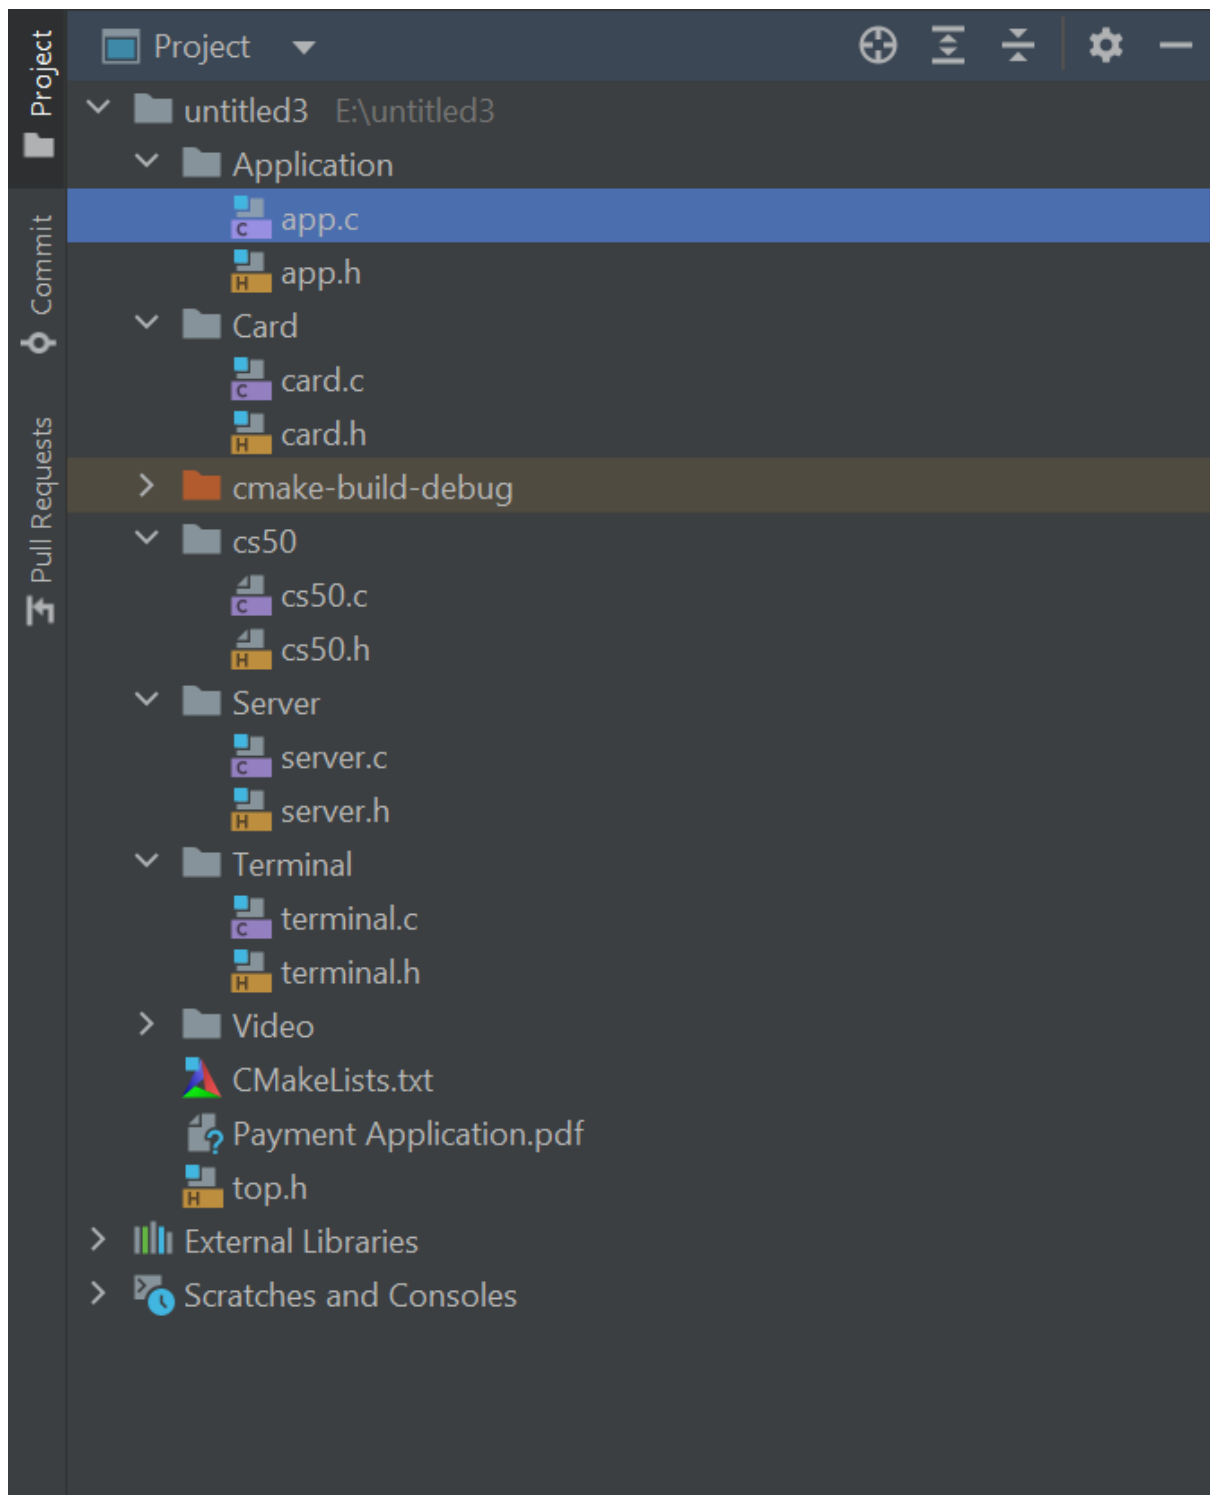 Project
Commit
Pull Requests
Project
untitled3 E:\untitled3
Application
app.c
app.h
Card
card.c
card.h
cmake-build-debug
cs50
cs50.c
cs50.h
Server
server.c
server.h
Terminal
terminal.c
terminal.h
Video
CMakeLists.txt
Payment Application.pdf
top.h
External Libraries
Scratches and Consoles